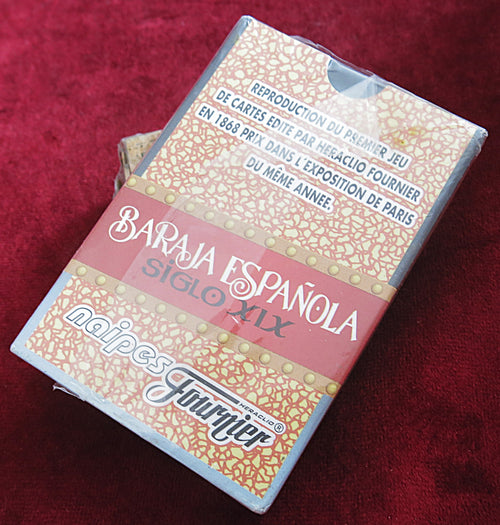 REPRODUCTION DU PREMIER JEU
DE CARTES EDITE PAR HERACLIO FOURNIER
EN 1868 PRIX DANS L'EXPOSITION DE PARIS
DU MÊME ANNÉE.
BARAJA ESPAÑOLA
SIGLO XIX
naipes
HERACLIO ®
Fournier